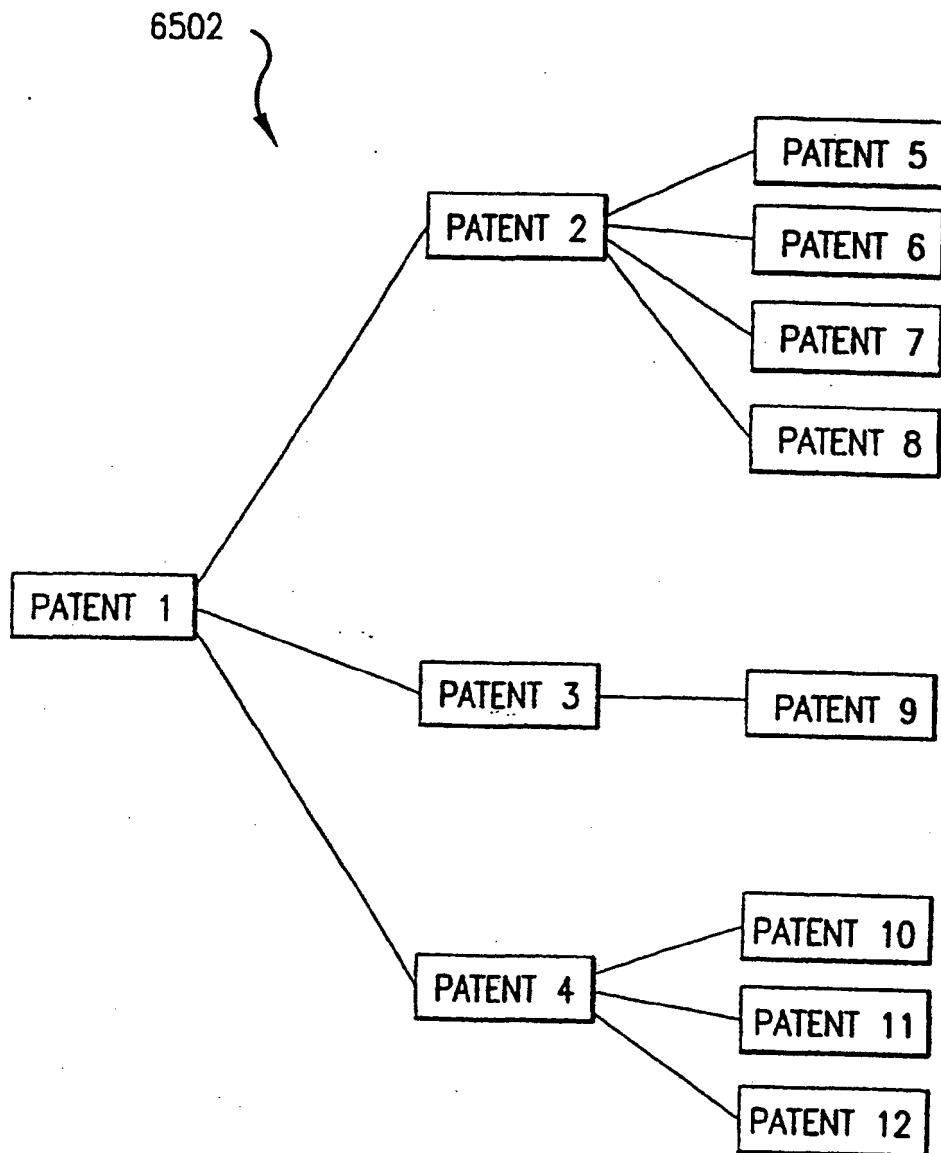 6502
PATENT 5
PATENT 2
PATENT 6
PATENT 7
PATENT 8
PATENT 1
PATENT 3
PATENT 9
PATENT 10
PATENT 4
PATENT 11
PATENT 12